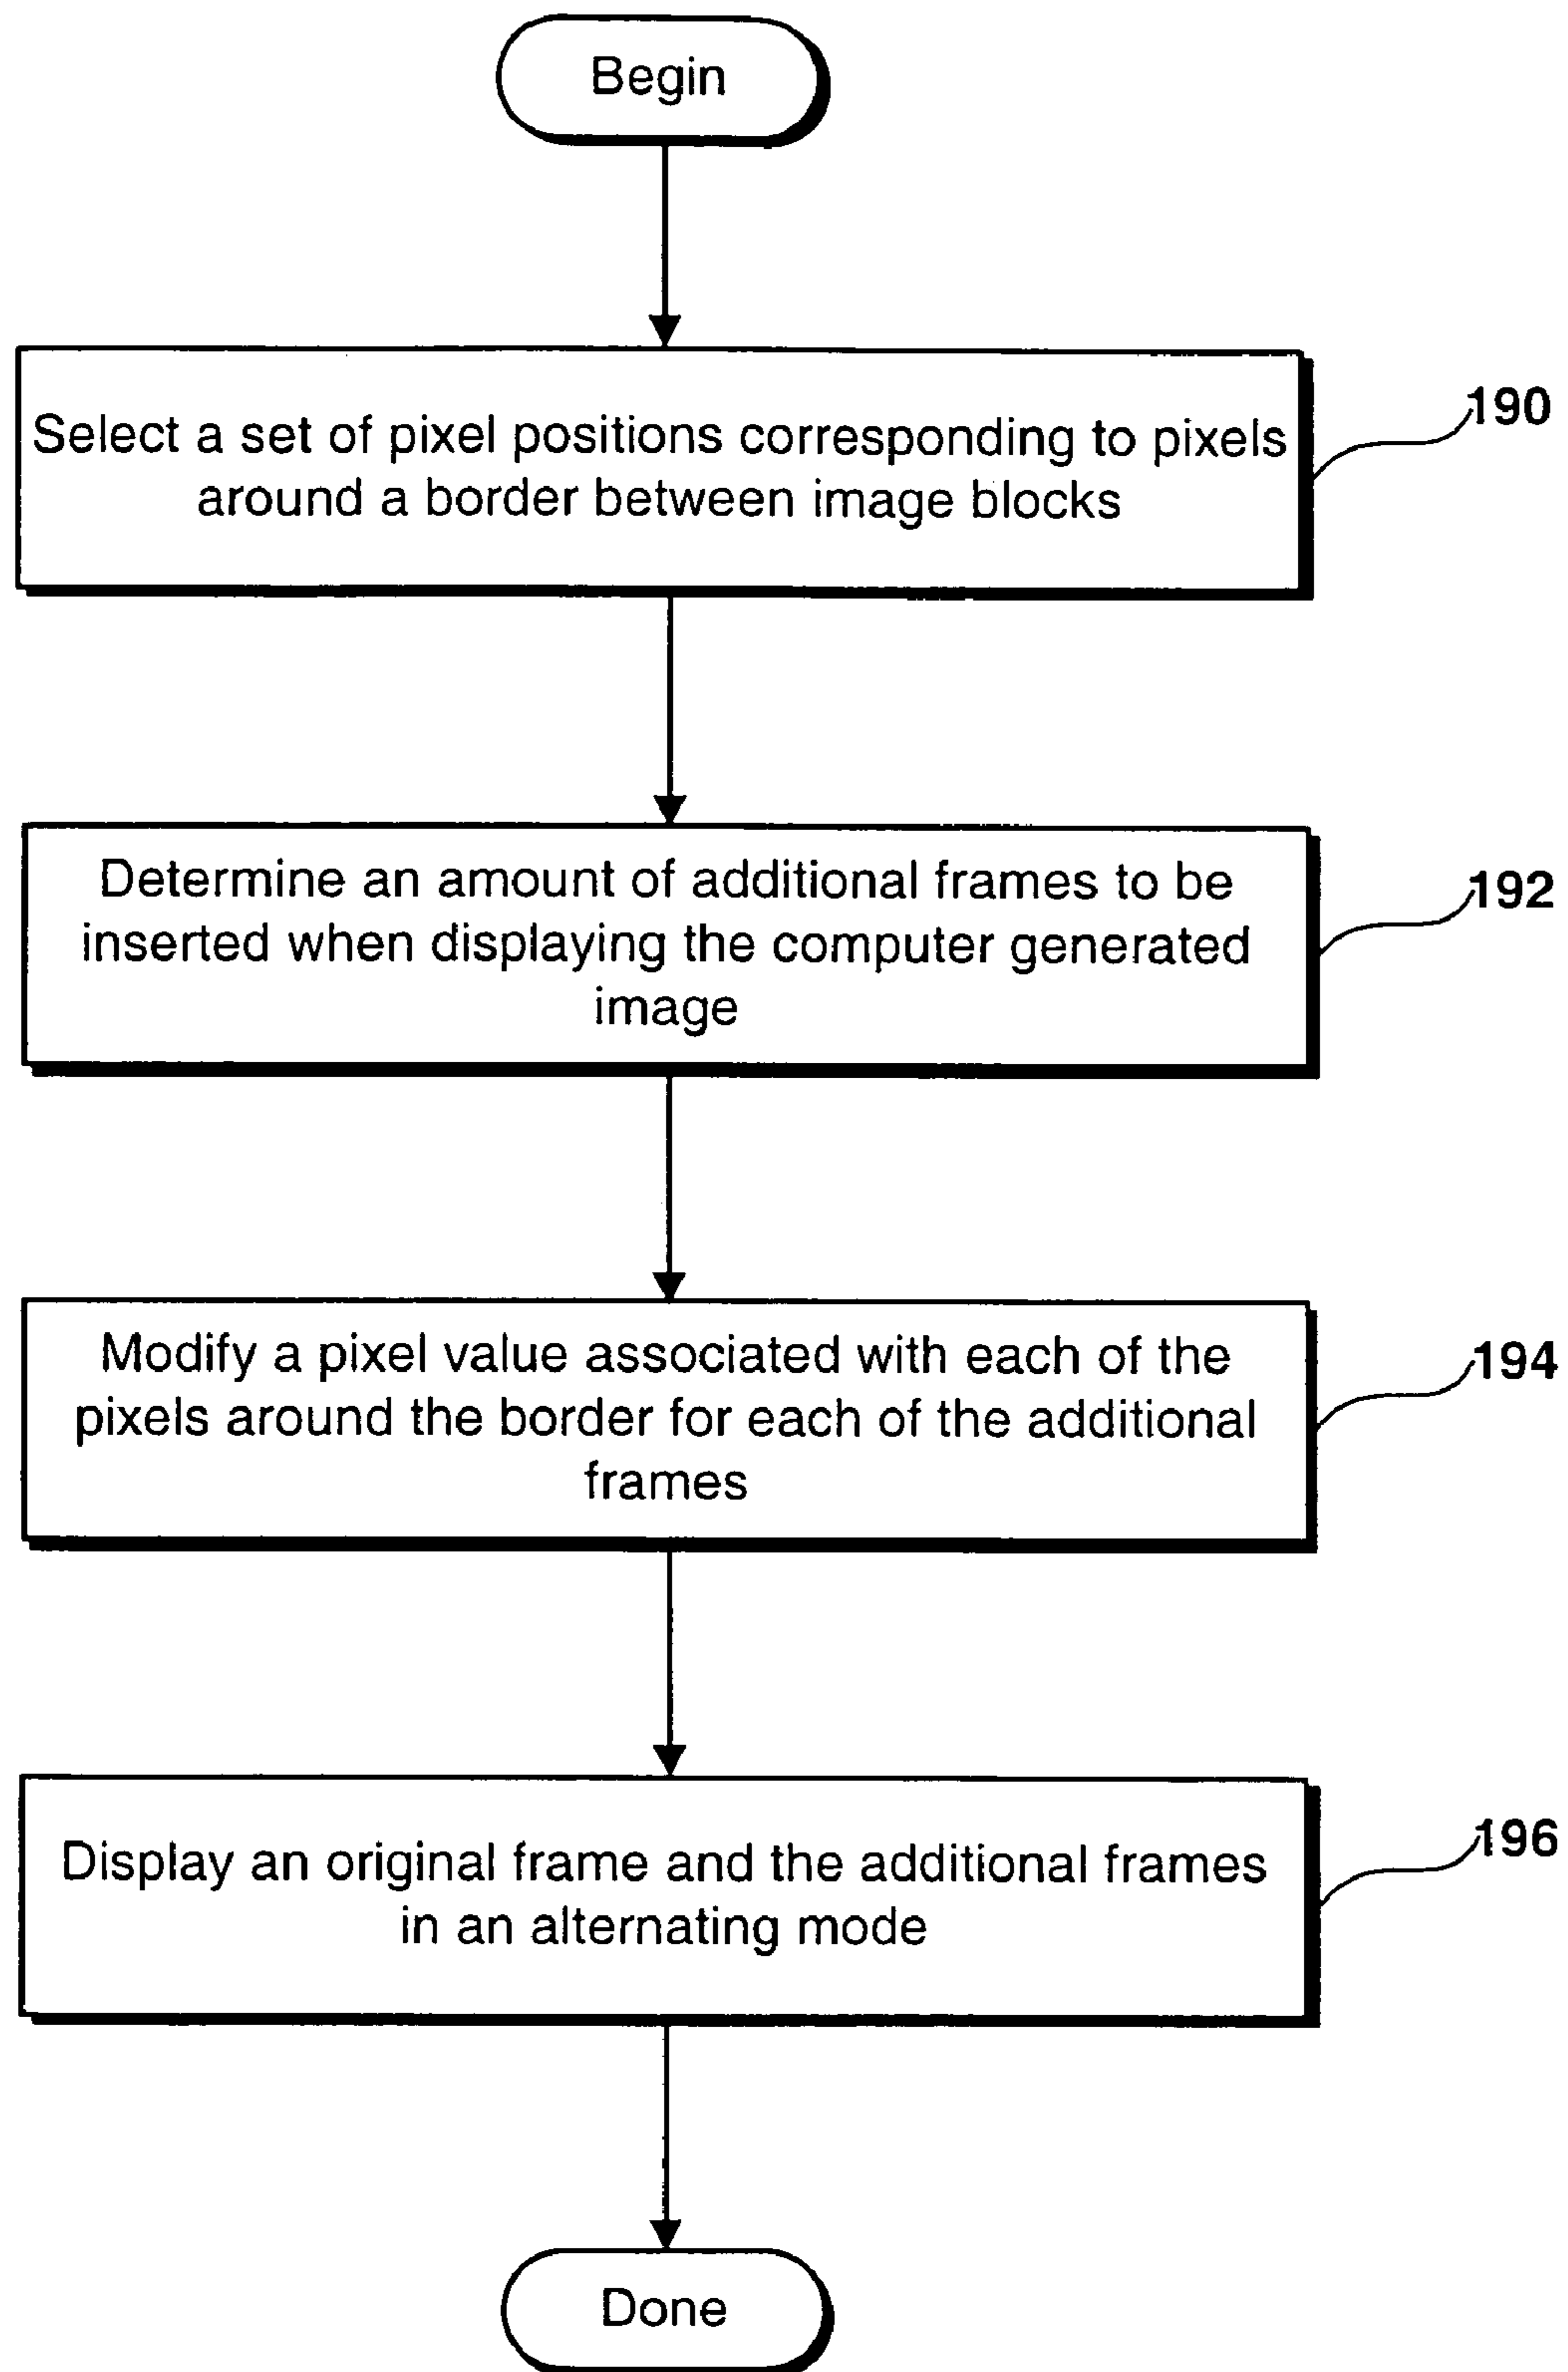 Begin
Select a set of pixel positions corresponding to pixels
around a border between image blocks
190
Determine an amount of additional frames to be
inserted when displaying the computer generated
image
192
Modify a pixel value associated with each of the
pixels around the border for each of the additional
frames
194
Display an original frame and the additional frames
in an alternating mode
196
Done